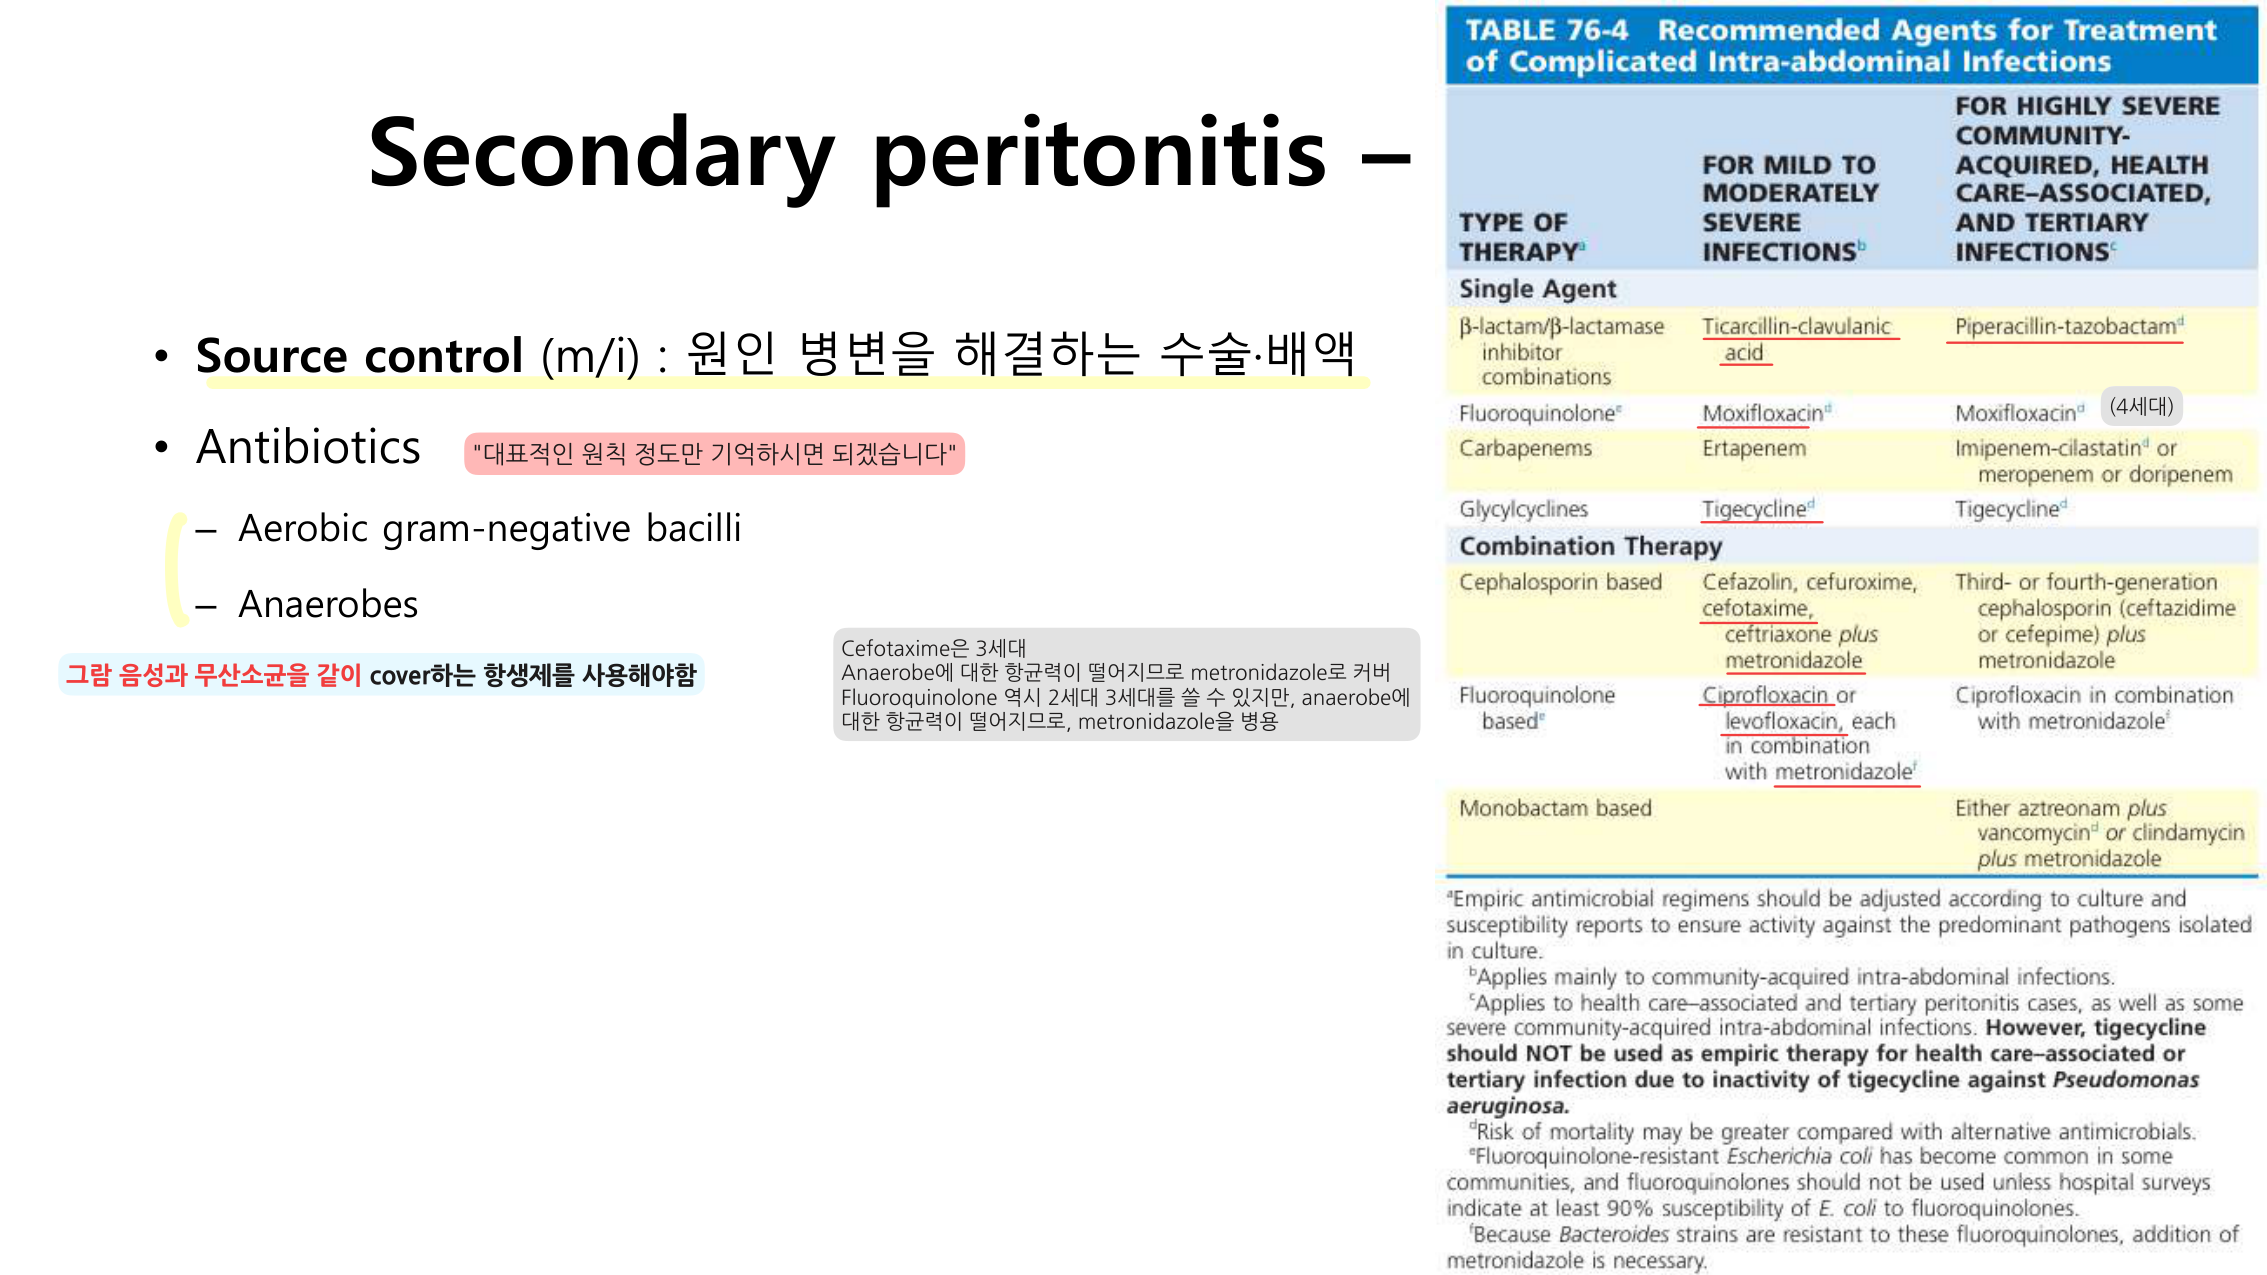 Secondary peritonitis –
• Source control (m/i) : 원인 병변을 해결하는 수술·배액
• Antibiotics
"대표적인 원칙 정도만 기억하시면 되겠습니다"
– Aerobic gram-negative bacilli
– Anaerobes
그람 음성과 무산소균을 같이 cover하는 항생제를 사용해야함
Cefotaxime은 3세대
Anaerobe에 대한 항균력이 떨어지므로 metronidazole로 커버
Fluoroquinolone 역시 2세대 3세대를 쓸 수 있지만, anaerobe에
대한 항균력이 떨어지므로, metronidazole을 병용
TABLE 76-4 Recommended Agents for Treatment
of Complicated Intra-abdominal Infections
TYPE OF
THERAPYa
FOR MILD TO
MODERATELY
SEVERE
INFECTIONSb
FOR HIGHLY SEVERE
COMMUNITY-
ACQUIRED, HEALTH
CARE–ASSOCIATED,
AND TERTIARY
INFECTIONSc
Single Agent
β-lactam/β-lactamase
inhibitor
combinations
Ticarcillin-clavulanic
acid
Piperacillin-tazobactamd
Fluoroquinolonee
Moxifloxacind
Moxifloxacind
(4세대)
Carbapenems
Ertapenem
Imipenem-cilastatind or
meropenem or doripenem
Glycylcyclines
Tigecyclined
Tigecyclined
Combination Therapy
Cephalosporin based
Cefazolin, cefuroxime,
cefotaxime,
ceftriaxone plus
metronidazole
Third- or fourth-generation
cephalosporin (ceftazidime
or cefepime) plus
metronidazole
Fluoroquinolone
basede
Ciprofloxacin or
levofloxacin, each
in combination
with metronidazolef
Ciprofloxacin in combination
with metronidazolef
Monobactam based
Either aztreonam plus
vancomycind or clindamycin
plus metronidazole
aEmpiric antimicrobial regimens should be adjusted according to culture and
susceptibility reports to ensure activity against the predominant pathogens isolated
in culture.
bApplies mainly to community-acquired intra-abdominal infections.
cApplies to health care–associated and tertiary peritonitis cases, as well as some
severe community-acquired intra-abdominal infections. However, tigecycline
should NOT be used as empiric therapy for health care–associated or
tertiary infection due to inactivity of tigecycline against Pseudomonas
aeruginosa.
dRisk of mortality may be greater compared with alternative antimicrobials.
eFluoroquinolone-resistant Escherichia coli has become common in some
communities, and fluoroquinolones should not be used unless hospital surveys
indicate at least 90% susceptibility of E. coli to fluoroquinolones.
fBecause Bacteroides strains are resistant to these fluoroquinolones, addition of
metronidazole is necessary.